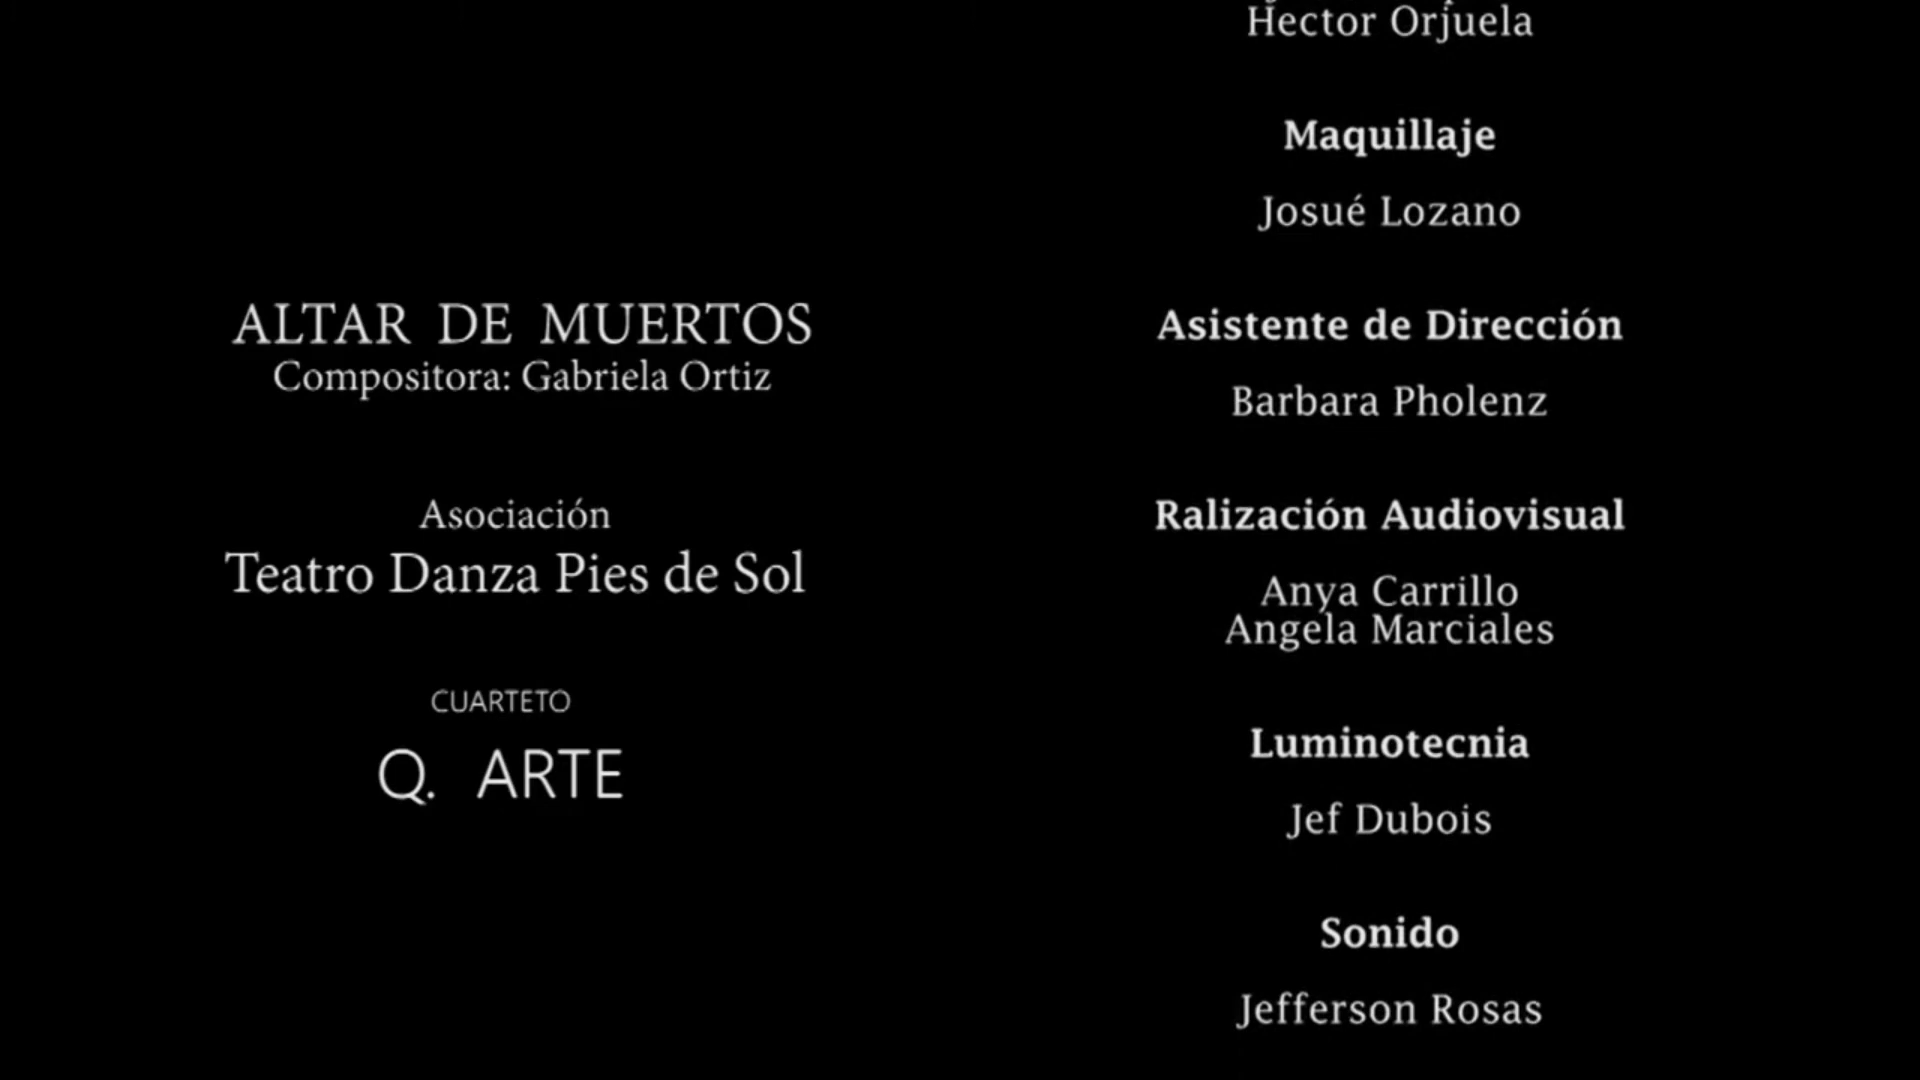 ALTAR DE MUERTOS
Compositora: Gabriela Ortiz
Asociación
Teatro Danza Pies de Sol
CUARTETO
Q. ARTE
Hector Orjuela
Maquillaje
Josué Lozano
Asistente de Dirección
Barbara Pholenz
Ralización Audiovisual
Anya Carrillo
Angela Marciales
Luminotecnia
Jef Dubois
Sonido
Jefferson Rosas